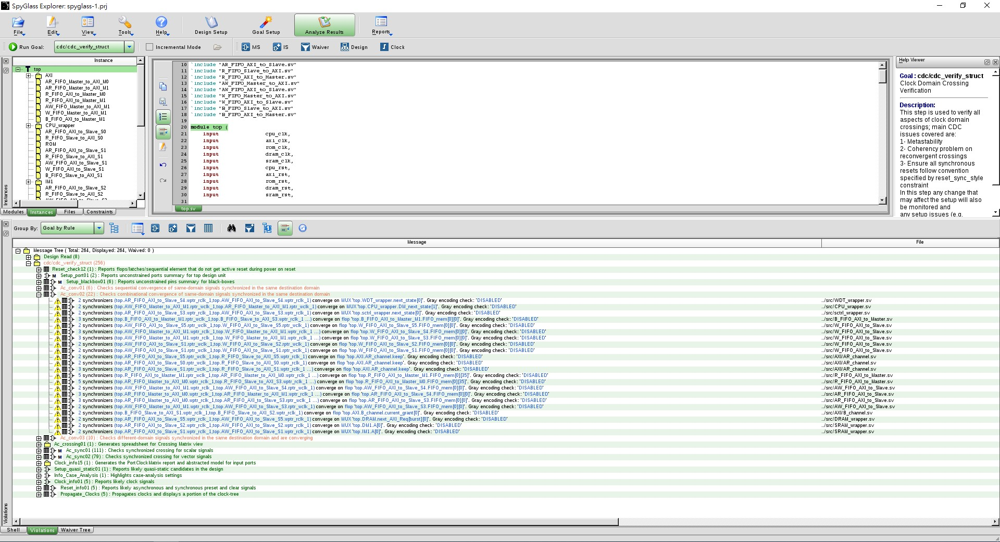 SpyGlass Explorer: spyglass-1.prj
File Edit View Tools Help Design Setup Goal Setup Analyze Results Reports
Run Goal: cdc/cdc_verify_struct Incremental Mode MS IS Waiver Design Clock
Instance
top
AXI
AR_FIFO_Master_to_AXI_M0
AR_FIFO_Master_to_AXI_M1
R_FIFO_AXI_to_Master_M0
R_FIFO_AXI_to_Master_M1
AW_FIFO_Master_to_AXI_M1
W_FIFO_Master_to_AXI_M1
B_FIFO_AXI_to_Master_M1
CPU_wrapper
AR_FIFO_AXI_to_Slave_S0
R_FIFO_Slave_to_AXI_S0
ROM
AR_FIFO_AXI_to_Slave_S1
R_FIFO_Slave_to_AXI_S1
AW_FIFO_AXI_to_Slave_S1
W_FIFO_AXI_to_Slave_S1
B_FIFO_Slave_to_AXI_S1
IM1
AR_FIFO_AXI_to_Slave_S2
R_FIFO_Slave_to_AXI_S2
Instances
Modules Instances Files Constraints
10 `include "AR_FIFO_AXI_to_Slave.sv"
11 `include "R_FIFO_Slave_to_AXI.sv"
12 `include "R_FIFO_AXI_to_Master.sv"
13 `include "AW_FIFO_Master_to_AXI.sv"
14 `include "AW_FIFO_AXI_to_Slave.sv"
15 `include "W_FIFO_Master_to_AXI.sv"
16 `include "W_FIFO_AXI_to_Slave.sv"
17 `include "B_FIFO_Slave_to_AXI.sv"
18 `include "B_FIFO_AXI_to_Master.sv"
19
20 module top (
21 input cpu_clk,
22 input axi_clk,
23 input rom_clk,
24 input dram_clk,
25 input sram_clk,
26 input cpu_rst,
27 input axi_rst,
28 input rom_rst,
29 input dram_rst,
30 input sram_rst,
31
top.sv
Help Viewer
Goal : cdc/cdc_verify_struct
Clock Domain Crossing
Verification
Description:
This step is used to verify all
aspects of clock domain
crossings; main CDC
issues covered are:
1- Metastability
2- Coherency problem on
reconvergent crossings
3- Ensure all synchronous
resets follow convention
specified by reset_sync_style
constraint
In this step any change that
may affect the setup will also
be monitored and
any setup issues (e.g.
Group By: Goal by Rule
Message File
Message Tree ( Total: 264, Displayed: 264, Waived: 0 )
Design Read (8)
cdc/cdc_verify_struct (256)
Reset_check12 (1) : Reports flops/latches/sequential element that do not get active reset during power on reset
M Setup_port01 (2) : Reports unconstrained ports summary for top design unit
M Setup_blackbox01 (6) : Reports unconstrained pins summary for black-boxes
Ac_conv01 (6) : Checks sequential convergence of same-domain signals synchronized in the same destination domain
Ac_conv02 (22) : Checks combinational convergence of same-domain signals synchronized in the same destination domain
2 synchronizers (top.AR_FIFO_AXI_to_Slave_S4.wptr_rclk_1,top.AW_FIFO_AXI_to_Slave_S4.wptr_rclk_1) converge on MUX 'top.WDT_wrapper.next_state[0]'. Gray encoding check: 'DISABLED' ../src/WDT_wrapper.sv
2 synchronizers (top.AW_FIFO_Master_to_AXI_M1.rptr_wclk_1,top.AR_FIFO_Master_to_AXI_M1.rptr_wclk_1) converge on MUX 'top.CPU_wrapper.DM_next_state[1]'. Gray encoding check: 'DISABLED' ../src/CPU_wrapper.sv
2 synchronizers (top.AR_FIFO_AXI_to_Slave_S3.wptr_rclk_1,top.AW_FIFO_AXI_to_Slave_S3.wptr_rclk_1) converge on MUX 'top.sctrl_wrapper.next_state[0]'. Gray encoding check: 'DISABLED' ../src/sctrl_wrapper.sv
3 synchronizers (top.B_FIFO_AXI_to_Master_M1.rptr_wclk_1,top.B_FIFO_Slave_to_AXI_S3.wptr_rclk_1 ...) converge on flop 'top.B_FIFO_AXI_to_Master_M1.FIFO_mem[0][0]'. Gray encoding check: 'DISABLED' ../src/B_FIFO_AXI_to_Master.sv
2 synchronizers (top.AW_FIFO_AXI_to_Slave_S5.rptr_wclk_1,top.W_FIFO_AXI_to_Slave_S5.rptr_wclk_1) converge on flop 'top.W_FIFO_AXI_to_Slave_S5.FIFO_mem[0][0]'. Gray encoding check: 'DISABLED' ../src/W_FIFO_AXI_to_Slave.sv
3 synchronizers (top.AW_FIFO_Master_to_AXI_M1.wptr_rclk_1,top.W_FIFO_Master_to_AXI_M1.wptr_rclk_1 ...) converge on flop 'top.W_FIFO_AXI_to_Slave_S4.FIFO_mem[0][0]'. Gray encoding check: 'DISABLED' ../src/W_FIFO_AXI_to_Slave.sv
3 synchronizers (top.AW_FIFO_Master_to_AXI_M1.wptr_rclk_1,top.W_FIFO_Master_to_AXI_M1.wptr_rclk_1 ...) converge on flop 'top.W_FIFO_AXI_to_Slave_S3.FIFO_mem[0][0]'. Gray encoding check: 'DISABLED' ../src/W_FIFO_AXI_to_Slave.sv
2 synchronizers (top.AW_FIFO_AXI_to_Slave_S1.rptr_wclk_1,top.W_FIFO_AXI_to_Slave_S2.rptr_wclk_1) converge on flop 'top.W_FIFO_AXI_to_Slave_S2.FIFO_mem[0][0]'. Gray encoding check: 'DISABLED' ../src/W_FIFO_AXI_to_Slave.sv
2 synchronizers (top.AW_FIFO_AXI_to_Slave_S1.rptr_wclk_1,top.W_FIFO_AXI_to_Slave_S1.rptr_wclk_1) converge on flop 'top.W_FIFO_AXI_to_Slave_S1.FIFO_mem[0][0]'. Gray encoding check: 'DISABLED' ../src/W_FIFO_AXI_to_Slave.sv
2 synchronizers (top.AR_FIFO_AXI_to_Slave_S5.rptr_wclk_1,top.R_FIFO_Slave_to_AXI_S5.wptr_rclk_1) converge on flop 'top.AXI.AR_channel.keep'. Gray encoding check: 'DISABLED' ../src/AXI/AR_channel.sv
2 synchronizers (top.AR_FIFO_AXI_to_Slave_S0.rptr_wclk_1,top.R_FIFO_Slave_to_AXI_S0.wptr_rclk_1) converge on flop 'top.AXI.AR_channel.keep'. Gray encoding check: 'DISABLED' ../src/AXI/AR_channel.sv
3 synchronizers (top.AR_FIFO_AXI_to_Slave_S1.rptr_wclk_1,top.R_FIFO_Slave_to_AXI_S1.wptr_rclk_1 ...) converge on flop 'top.AXI.AR_channel.keep'. Gray encoding check: 'DISABLED' ../src/AXI/AR_channel.sv
5 synchronizers (top.R_FIFO_AXI_to_Master_M1.rptr_wclk_1,top.AR_FIFO_Master_to_AXI_M0.wptr_rclk_1 ...) converge on flop 'top.R_FIFO_AXI_to_Master_M1.FIFO_mem[0][35]'. Gray encoding check: 'DISABLED' ../src/R_FIFO_AXI_to_Master.sv
5 synchronizers (top.AR_FIFO_Master_to_AXI_M0.wptr_rclk_1,top.R_FIFO_Slave_to_AXI_S3.wptr_rclk_1 ...) converge on flop 'top.R_FIFO_AXI_to_Master_M0.FIFO_mem[0][35]'. Gray encoding check: 'DISABLED' ../src/R_FIFO_AXI_to_Master.sv
2 synchronizers (top.AW_FIFO_Master_to_AXI_M1.wptr_rclk_1,top.AW_FIFO_AXI_to_Slave_S4.rptr_wclk_1) converge on flop 'top.AW_FIFO_AXI_to_Slave_S4.FIFO_mem[0][0]'. Gray encoding check: 'DISABLED' ../src/AW_FIFO_AXI_to_Slave.sv
3 synchronizers (top.AR_FIFO_Master_to_AXI_M0.wptr_rclk_1,top.AR_FIFO_Master_to_AXI_M1.wptr_rclk_1 ...) converge on flop 'top.AR_FIFO_AXI_to_Slave_S4.FIFO_mem[0][0]'. Gray encoding check: 'DISABLED' ../src/AR_FIFO_AXI_to_Slave.sv
3 synchronizers (top.AR_FIFO_Master_to_AXI_M0.wptr_rclk_1,top.AR_FIFO_AXI_to_Slave_S3.rptr_wclk_1 ...) converge on flop 'top.AR_FIFO_AXI_to_Slave_S3.FIFO_mem[0][0]'. Gray encoding check: 'DISABLED' ../src/AR_FIFO_AXI_to_Slave.sv
2 synchronizers (top.AW_FIFO_Master_to_AXI_M1.wptr_rclk_1,top.AW_FIFO_AXI_to_Slave_S3.rptr_wclk_1) converge on flop 'top.AW_FIFO_AXI_to_Slave_S3.FIFO_mem[0][0]'. Gray encoding check: 'DISABLED' ../src/AW_FIFO_AXI_to_Slave.sv
2 synchronizers (top.B_FIFO_Slave_to_AXI_S1.wptr_rclk_1,top.B_FIFO_Slave_to_AXI_S2.wptr_rclk_1) converge on flop 'top.AXI.B_channel.current_grant[0]'. Gray encoding check: 'DISABLED' ../src/AXI/B_channel.sv
2 synchronizers (top.AR_FIFO_AXI_to_Slave_S5.wptr_rclk_1,top.AW_FIFO_AXI_to_Slave_S5.wptr_rclk_1) converge on MUX 'top.DRAM.next_AXI_Req[burst][0]'. Gray encoding check: 'DISABLED' ../src/DRAM_wrapper.sv
2 synchronizers (top.AR_FIFO_AXI_to_Slave_S2.wptr_rclk_1,top.AW_FIFO_AXI_to_Slave_S2.wptr_rclk_1) converge on MUX 'top.DM1.A[0]'. Gray encoding check: 'DISABLED' ../src/SRAM_wrapper.sv
2 synchronizers (top.AR_FIFO_AXI_to_Slave_S1.wptr_rclk_1,top.AW_FIFO_AXI_to_Slave_S1.wptr_rclk_1) converge on MUX 'top.IM1.A[0]'. Gray encoding check: 'DISABLED' ../src/SRAM_wrapper.sv
Ac_conv03 (10) : Checks different-domain signals synchronized in the same destination domain and are converging
Ac_crossing01 (1) : Generates spreadsheet for Crossing Matrix view
M Ac_sync01 (111) : Checks synchronized crossing for scalar signals
M Ac_sync02 (79) : Checks synchronized crossing for vector signals
Clock_info15 (1) : Generates the PortClockMatrix report and abstracted model for input ports
Setup_quasi_static01 (1) : Reports likely quasi-static candidates in the design
Info_Case_Analysis (1) : Highlights case-analysis settings
Clock_info01 (5) : Reports likely clock signals
Reset_info01 (5) : Reports likely asynchronous and synchronous preset and clear signals
Propagate_Clocks (5) : Propagates clocks and displays a portion of the clock-tree
Violations
Shell Violations Waiver Tree